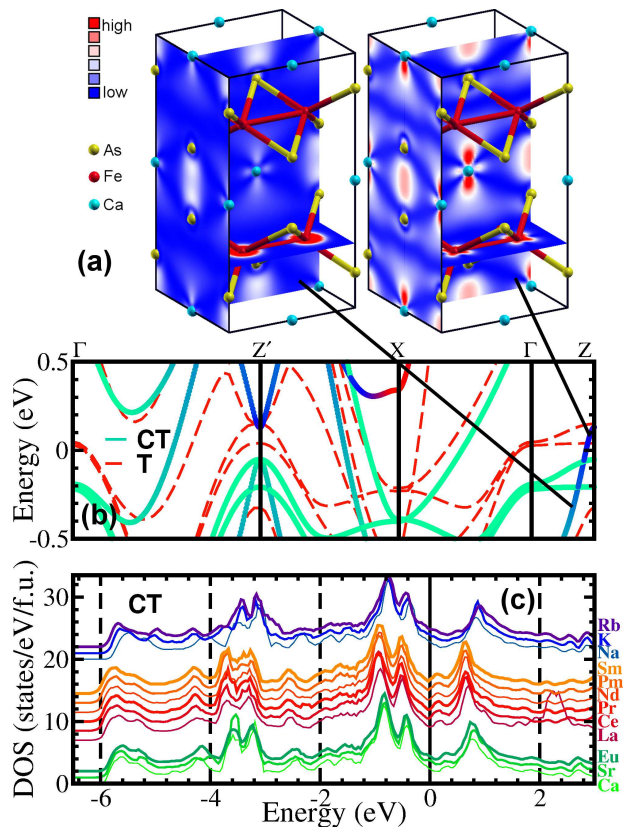 high
low
As
Fe
Ca
(a)
Γ Z′ X Γ Z
Energy (eV)
0.5
0
-0.5
CT
T
(b)
DOS (states/eV/f.u.)
30
20
10
0
CT
(c)
Rb
K
Na
Sm
Pm
Nd
Pr
Ce
La
Eu
Sr
Ca
-6 -4 -2 0 2
Energy (eV)